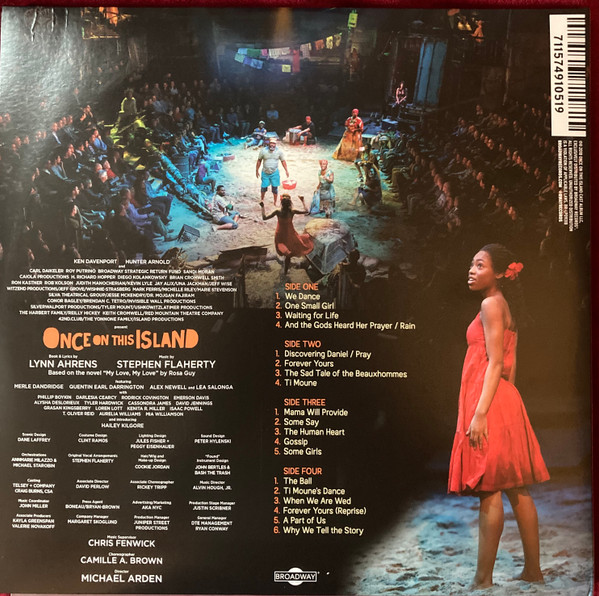 711574910519
KEN DAVENPORT HUNTER ARNOLD
CARL DAIKELER ROY PUTRINO BROADWAY STRATEGIC RETURN FUND SANDI MORAN
CAIOLA PRODUCTIONS H. RICHARD HOPPER DIEGO KOLANKOWSKY BRIAN CROMWELL SMITH
RON KASTNER ROB KOLSON JUDITH MANOCHERIAN/KEVIN LYLE JAY ALIX/UNA JACKMAN/JEFF WISE
WITZEND PRODUCTIONS/JEFF GROVE/WISHNIE-STRASBERG MARK FERRIS/MICHELLE RILEY/MARIE STEVENSON
SILVA THEATRICAL GROUP/JESSE MCKENDRY/DR. MOJGAN FAJIRAM
CONOR BAGLEY/BRENDAN C. TETRO/INVISIBLE WALL PRODUCTIONS
SILVERWALPORT PRODUCTIONS/TYLER MOUNT/USHKOWITZLATIMER PRODUCTIONS
THE HARBERT FAMILY/REILLY HICKEY KEITH CROMWELL/RED MOUNTAIN THEATRE COMPANY
42ND.CLUB/THE YONNONE FAMILY/ISLAND PRODUCTIONS
present
ONCE ON THIS ISLAND
Book & Lyrics by Music by
LYNN AHRENS STEPHEN FLAHERTY
Based on the novel "My Love, My Love" by Rosa Guy
featuring
MERLE DANDRIDGE QUENTIN EARL DARRINGTON ALEX NEWELL and LEA SALONGA
with
PHILLIP BOYKIN DARLESIA CEARCY RODRICK COVINGTON EMERSON DAVIS
ALYSHA DESLORIEUX TYLER HARDWICK CASSONDRA JAMES DAVID JENNINGS
GRASAN KINGSBERRY LOREN LOTT KENITA R. MILLER ISAAC POWELL
T. OLIVER REID AURELIA WILLIAMS MIA WILLIAMSON
and introducing
HAILEY KILGORE
Scenic Design Costume Design Lighting Design Sound Design
DANE LAFFREY CLINT RAMOS JULES FISHER + PETER HYLENSKI
PEGGY EISENHAUER
Orchestrations Original Vocal Arrangements Hair/Wig and Make-up Design "Found" Instrument Design
ANNMARIE MILAZZO & STEPHEN FLAHERTY COOKIE JORDAN JOHN BERTLES &
MICHAEL STAROBIN BASH THE TRASH
Casting Associate Director Associate Choreographer Music Director
TELSEY + COMPANY DAVID PERLOW RICKEY TRIPP ALVIN HOUGH, JR.
CRAIG BURNS, CSA
Music Coordinator Press Agent Advertising/Marketing Production Stage Manager
JOHN MILLER BONEAU/BRYAN-BROWN AKA NYC JUSTIN SCRIBNER
Associate Producers Company Manager Production Manager General Manager
KAYLA GREENSPAN MARGARET SKOGLUND JUNIPER STREET DTE MANAGEMENT
VALERIE NOVAKOFF PRODUCTIONS RYAN CONWAY
Music Supervisor
CHRIS FENWICK
Choreographer
CAMILLE A. BROWN
Director
MICHAEL ARDEN
SIDE ONE
1. We Dance
2. One Small Girl
3. Waiting for Life
4. And the Gods Heard Her Prayer / Rain
SIDE TWO
1. Discovering Daniel / Pray
2. Forever Yours
3. The Sad Tale of the Beauxhommes
4. Ti Moune
SIDE THREE
1. Mama Will Provide
2. Some Say
3. The Human Heart
4. Gossip
5. Some Girls
SIDE FOUR
1. The Ball
2. Ti Moune's Dance
3. When We Are Wed
4. Forever Yours (Reprise)
5. A Part of Us
6. Why We Tell the Story
BROADWAY